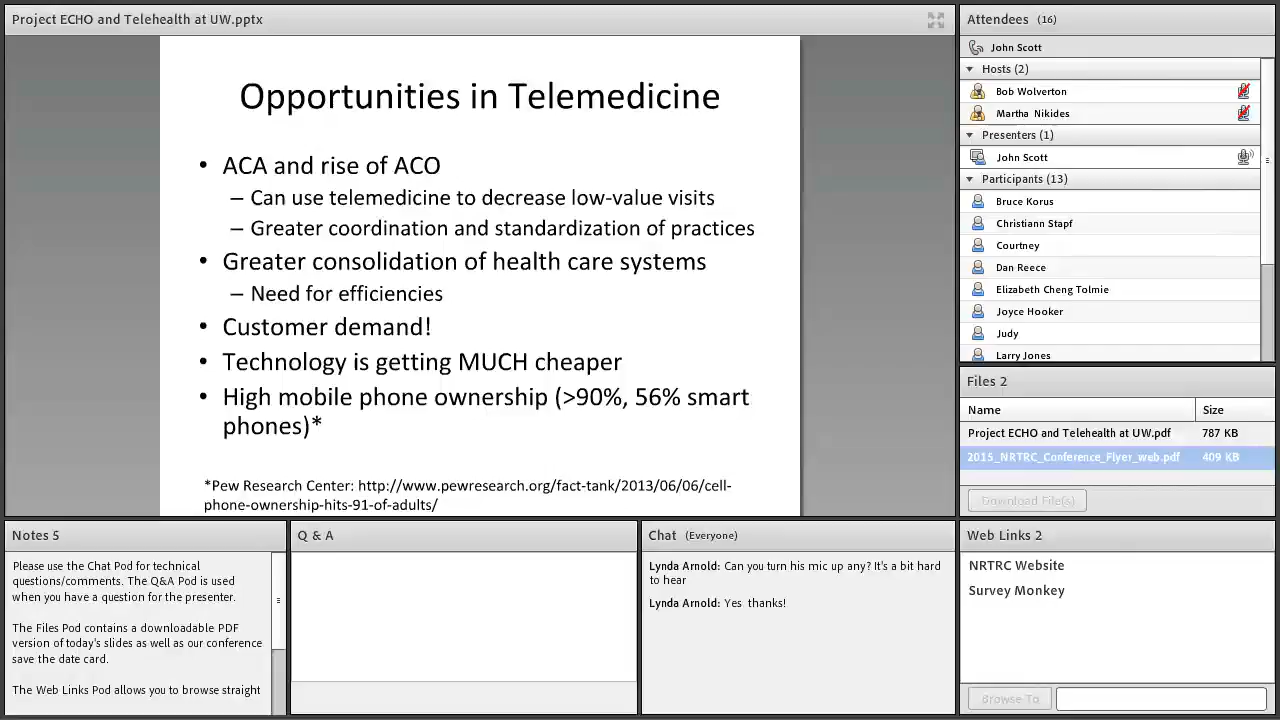 Project ECHO and Telehealth at UW.pptx
Opportunities in Telemedicine
• ACA and rise of ACO
– Can use telemedicine to decrease low-value visits
– Greater coordination and standardization of practices
• Greater consolidation of health care systems
– Need for efficiencies
• Customer demand!
• Technology is getting MUCH cheaper
• High mobile phone ownership (>90%, 56% smart
phones)*
*Pew Research Center: http://www.pewresearch.org/fact-tank/2013/06/06/cell-
phone-ownership-hits-91-of-adults/
Attendees (16)
John Scott
Hosts (2)
Bob Wolverton
Martha Nikides
Presenters (1)
John Scott
Participants (13)
Bruce Korus
Christiann Stapf
Courtney
Dan Reece
Elizabeth Cheng Tolmie
Joyce Hooker
Judy
Larry Jones
Files 2
Name Size
Project ECHO and Telehealth at UW.pdf 787 KB
2015_NRTRC_Conference_Flyer_web.pdf 409 KB
Download File(s)
Notes 5
Please use the Chat Pod for technical
questions/comments. The Q&A Pod is used
when you have a question for the presenter.
The Files Pod contains a downloadable PDF
version of today's slides as well as our conference
save the date card.
The Web Links Pod allows you to browse straight
Q & A
Chat (Everyone)
Lynda Arnold: Can you turn his mic up any? It's a bit hard
to hear
Lynda Arnold: Yes thanks!
Web Links 2
NRTRC Website
Survey Monkey
Browse To